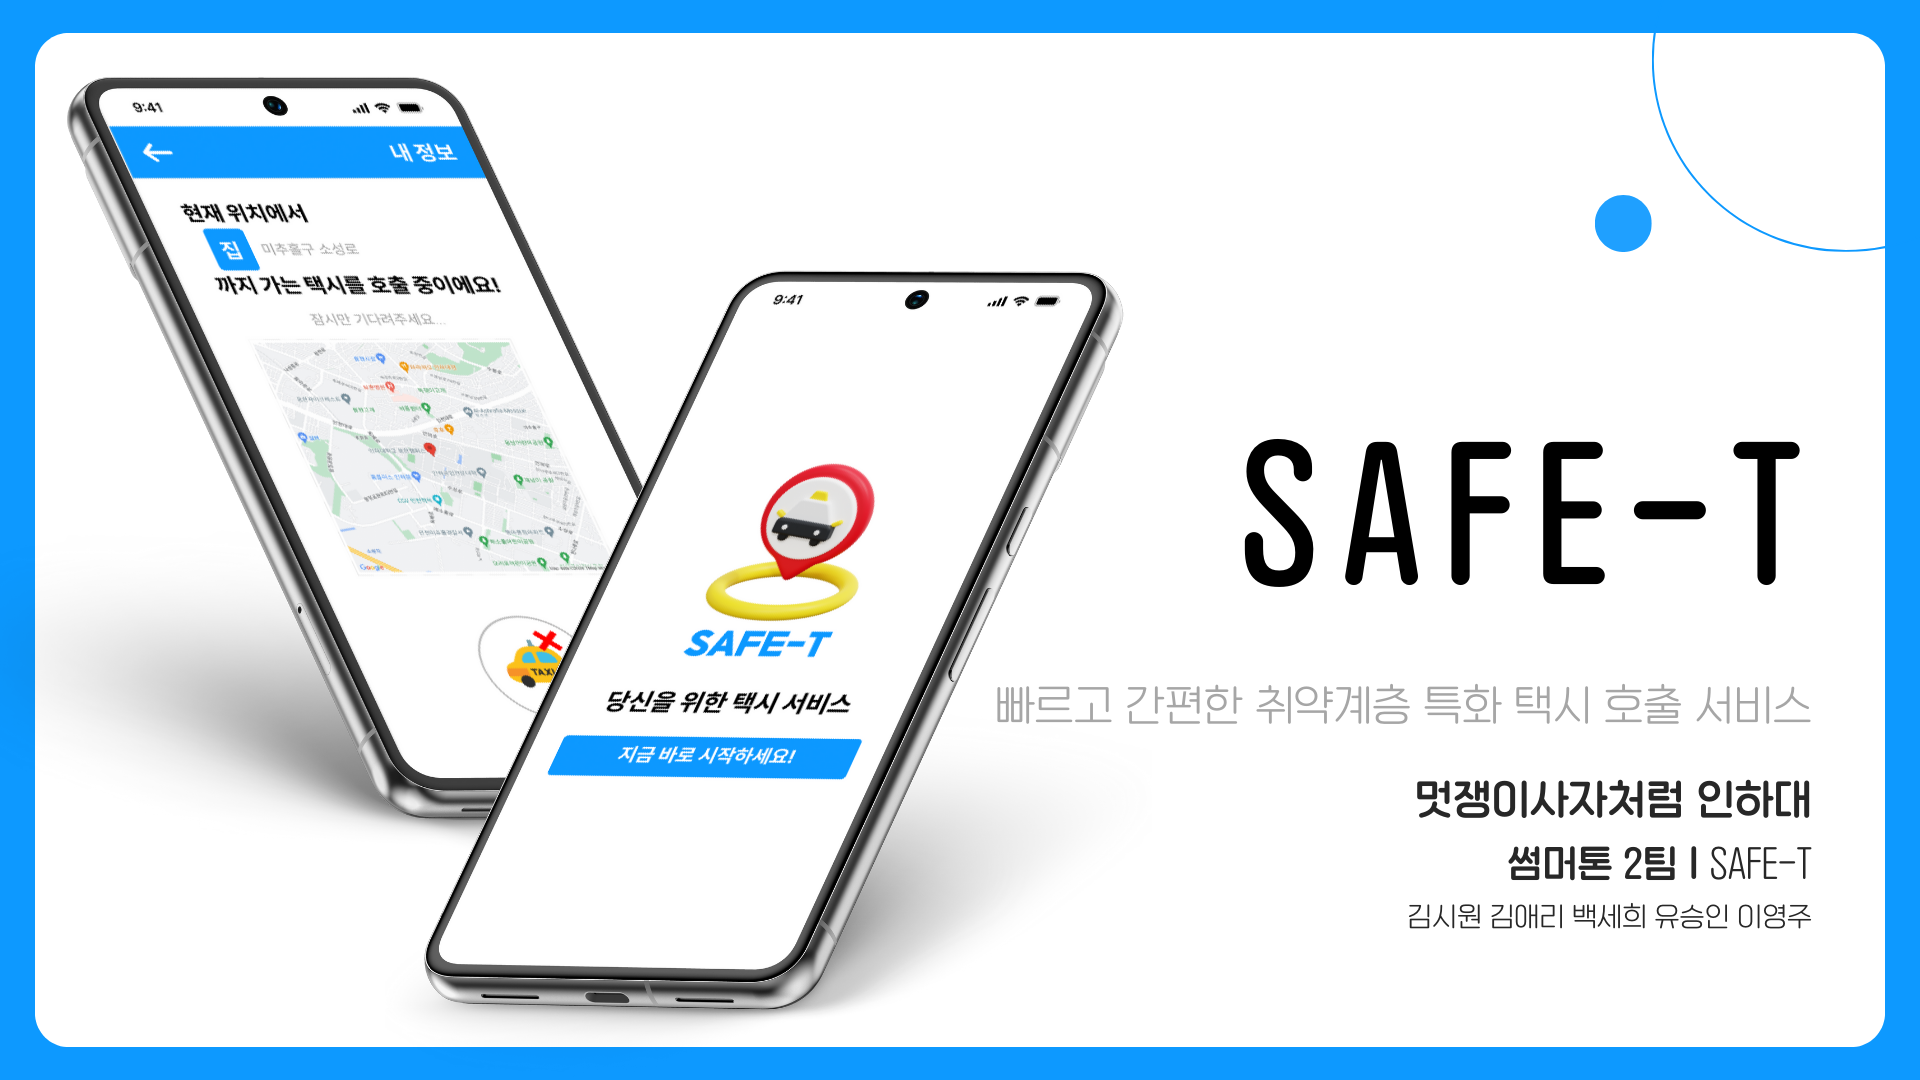 9:41
내 정보
현재 위치에서
집 미추홀구 소성로
까지 가는 택시를 호출 중이에요!
잠시만 기다려주세요...
Google
TAXI
9:41
SAFE-T
당신을 위한 택시 서비스
지금 바로 시작하세요!
SAFE-T
빠르고 간편한 취약계층 특화 택시 호출 서비스
멋쟁이사자처럼 인하대
썸머톤 2팀 | SAFE-T
김시원 김애리 백세희 유승인 이영주